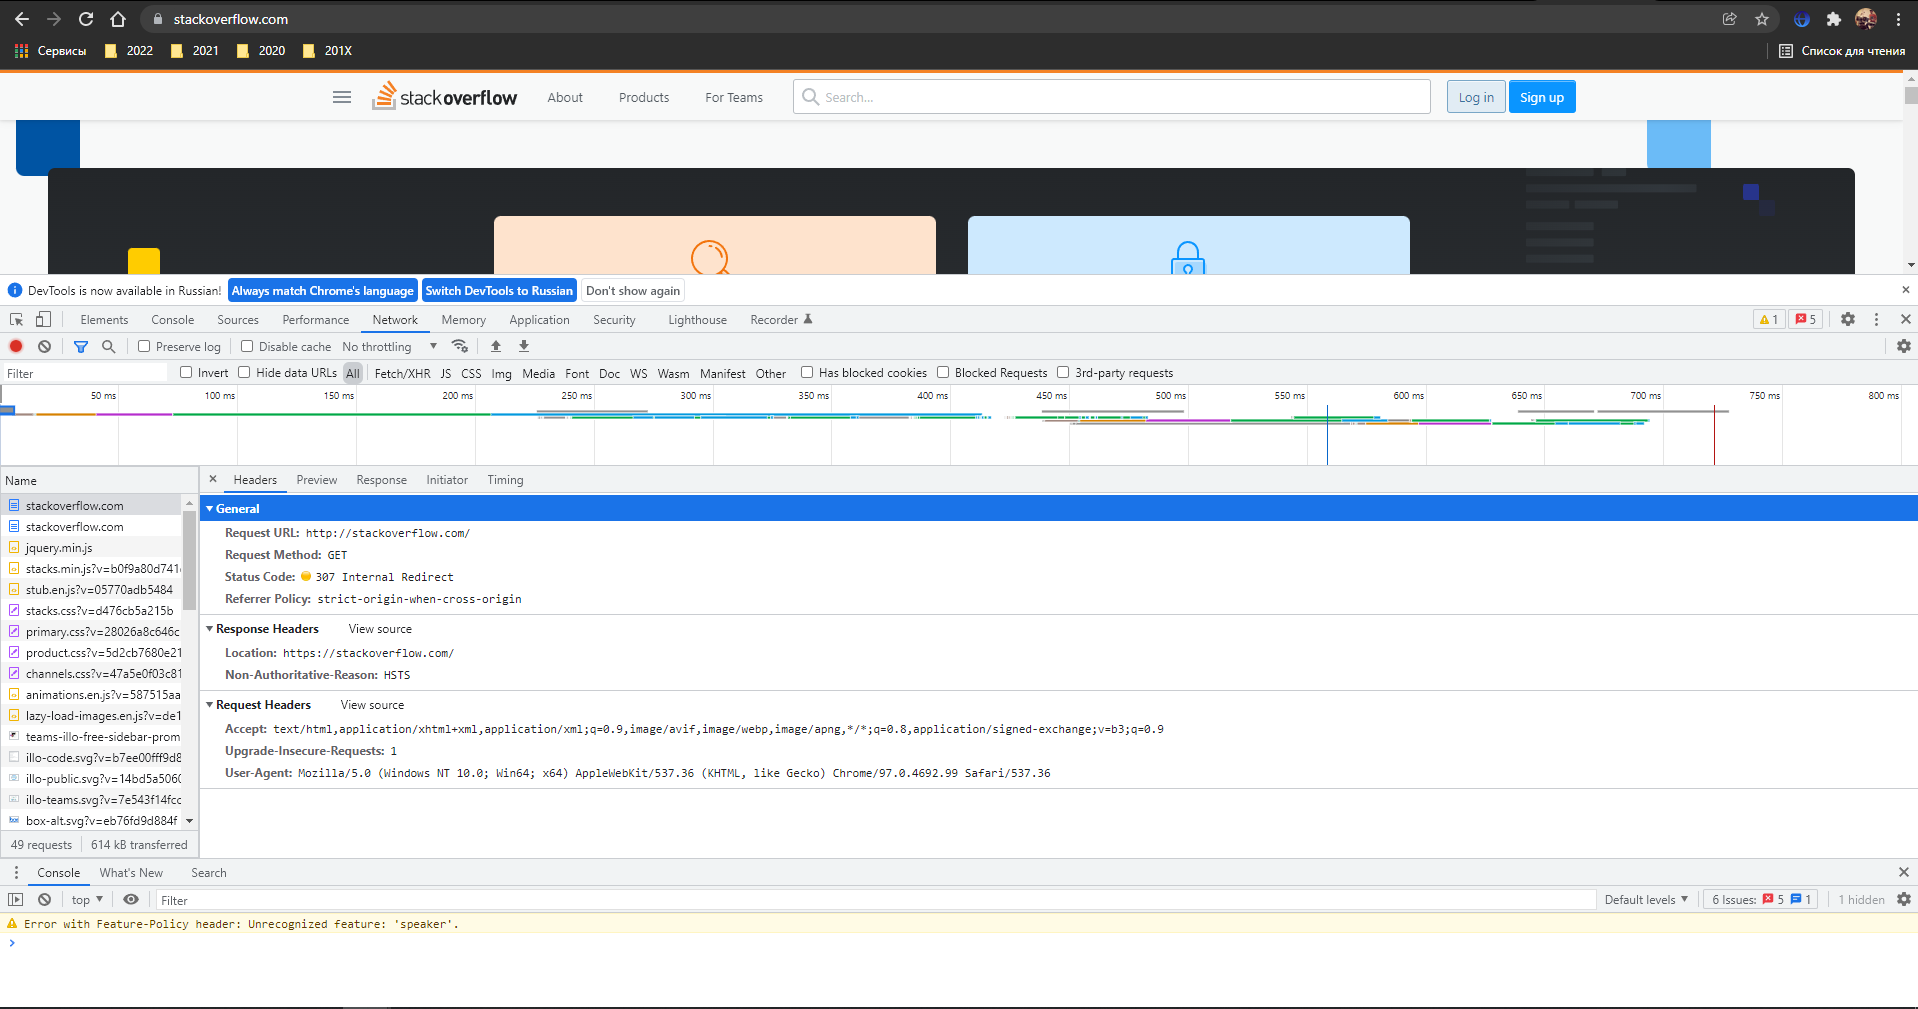 stackoverflow.com
Сервисы 2022 2021 2020 201X Список для чтения
stackoverflow About Products For Teams Search... Log in Sign up
DevTools is now available in Russian! Always match Chrome's language Switch DevTools to Russian Don't show again
Elements Console Sources Performance Network Memory Application Security Lighthouse Recorder 1 5
Preserve log Disable cache No throttling
Filter Invert Hide data URLs All Fetch/XHR JS CSS Img Media Font Doc WS Wasm Manifest Other Has blocked cookies Blocked Requests 3rd-party requests
50 ms 100 ms 150 ms 200 ms 250 ms 300 ms 350 ms 400 ms 450 ms 500 ms 550 ms 600 ms 650 ms 700 ms 750 ms 800 ms
Name
stackoverflow.com
stackoverflow.com
jquery.min.js
stacks.min.js?v=b0f9a80d741
stub.en.js?v=05770adb5484
stacks.css?v=d476cb5a215b
primary.css?v=28026a8c646c
product.css?v=5d2cb7680e21
channels.css?v=47a5e0f03c81
animations.en.js?v=587515aa
lazy-load-images.en.js?v=de1
teams-illo-free-sidebar-prom
illo-code.svg?v=b7ee00fff9d8
illo-public.svg?v=14bd5a5060
illo-teams.svg?v=7e543f14fcc
box-alt.svg?v=eb76fd9d884f
49 requests 614 kB transferred
Headers Preview Response Initiator Timing
General
Request URL: http://stackoverflow.com/
Request Method: GET
Status Code: 307 Internal Redirect
Referrer Policy: strict-origin-when-cross-origin
Response Headers View source
Location: https://stackoverflow.com/
Non-Authoritative-Reason: HSTS
Request Headers View source
Accept: text/html,application/xhtml+xml,application/xml;q=0.9,image/avif,image/webp,image/apng,*/*;q=0.8,application/signed-exchange;v=b3;q=0.9
Upgrade-Insecure-Requests: 1
User-Agent: Mozilla/5.0 (Windows NT 10.0; Win64; x64) AppleWebKit/537.36 (KHTML, like Gecko) Chrome/97.0.4692.99 Safari/537.36
Console What's New Search
top Filter Default levels 6 Issues: 5 1 1 hidden
Error with Feature-Policy header: Unrecognized feature: 'speaker'.